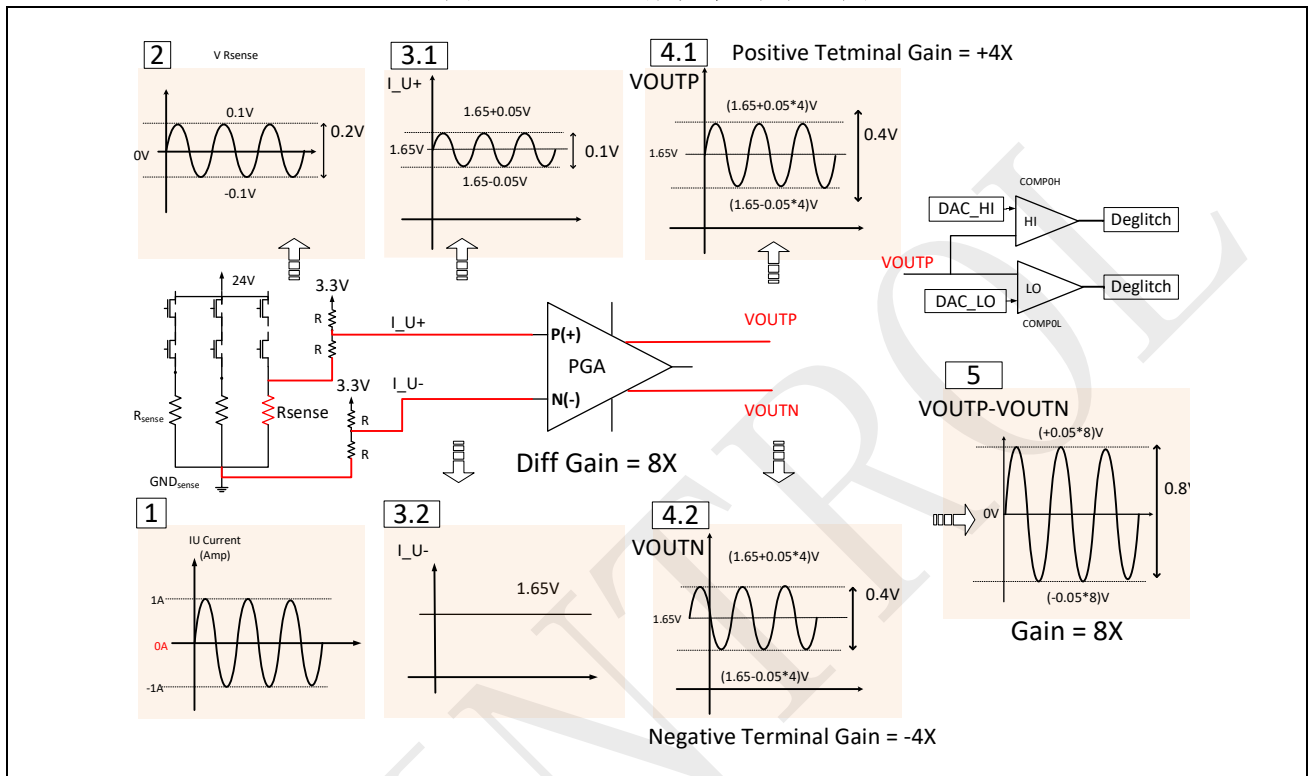 2
V Rsense
0.1V
0V
-0.1V
0.2V
3.1
I_U+
1.65+0.05V
1.65V
1.65-0.05V
0.1V
4.1
Positive Tetminal Gain = +4X
VOUTP
(1.65+0.05*4)V
1.65V
(1.65-0.05*4)V
0.4V
COMP0H
DAC_HI
HI
Deglitch
VOUTP
LO
Deglitch
DAC_LO
COMP0L
24V
3.3V
R
R
I_U+
P(+)
VOUTP
PGA
3.3V
I_U-
N(-)
VOUTN
R
R
Rsense
Rsense
GNDsense
Diff Gain = 8X
5
VOUTP-VOUTN
(+0.05*8)V
0V
0.8V
(-0.05*8)V
Gain = 8X
1
IU Current
(Amp)
1A
0A
-1A
3.2
I_U-
1.65V
4.2
VOUTN
(1.65+0.05*4)V
1.65V
0.4V
(1.65-0.05*4)V
Negative Terminal Gain = -4X
NTROL